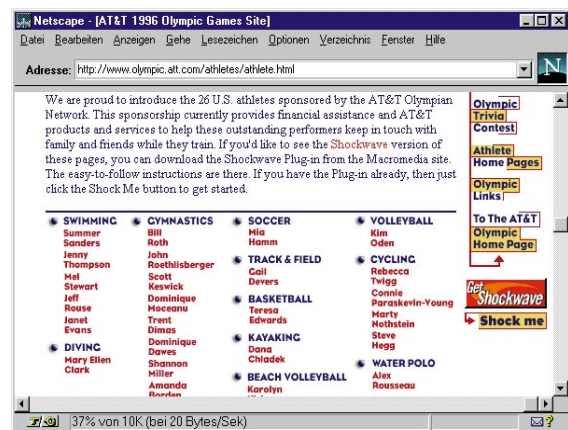 Netscape - [AT&T 1996 Olympic Games Site]
Datei Bearbeiten Anzeigen Gehe Lesezeichen Optionen Verzeichnis Fenster Hilfe
Adresse: http://www.olympic.att.com/athletes/athlete.html
N
We are proud to introduce the 26 U.S. athletes sponsored by the AT&T Olympian
Network. This sponsorship currently provides financial assistance and AT&T
products and services to help these outstanding performers keep in touch with
family and friends while they train. If you'd like to see the Shockwave version of
these pages, you can download the Shockwave Plug-in from the Macromedia site.
The easy-to-follow instructions are there. If you have the Plug-in already, then just
click the Shock Me button to get started.
SWIMMING
Summer
Sanders
Jenny
Thompson
Mel
Stewart
Jeff
Rouse
Janet
Evans
DIVING
Mary Ellen
Clark
GYMNASTICS
Bill
Roth
John
Roethlisberger
Scott
Keswick
Dominique
Moceanu
Trent
Dimas
Dominique
Dawes
Shannon
Miller
Amanda
Borden
SOCCER
Mia
Hamm
TRACK & FIELD
Gail
Devers
BASKETBALL
Teresa
Edwards
KAYAKING
Dana
Chladek
BEACH VOLLEYBALL
Karolyn
VOLLEYBALL
Kim
Oden
CYCLING
Rebecca
Twigg
Connie
Paraskevin-Young
Marty
Nothstein
Steve
Hegg
WATER POLO
Alex
Rousseau
Olympic
Trivia
Contest
Athlete
Home Pages
Olympic
Links
To The AT&T
Olympic
Home Page
Get
Shockwave
Shock me
37% von 10K (bei 20 Bytes/Sek)